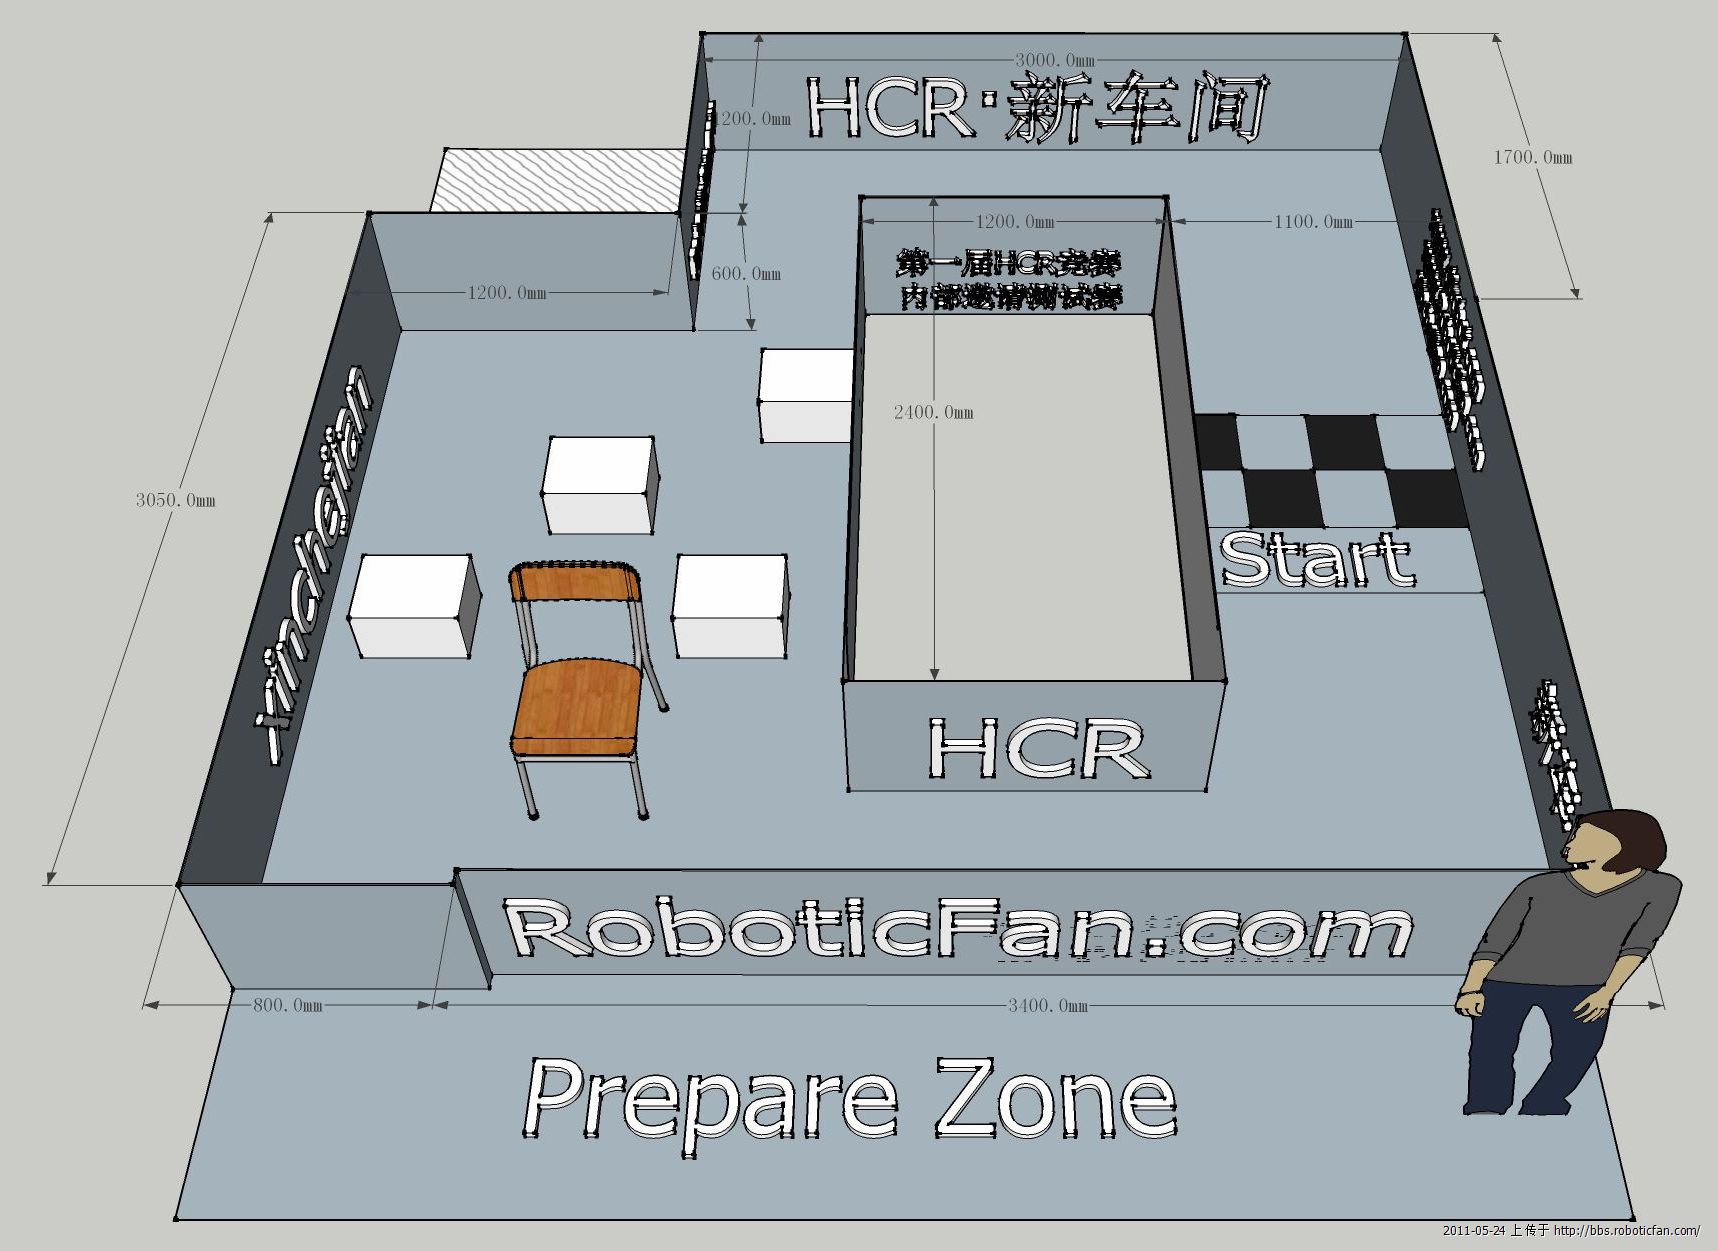 3000.0mm
HCR·新车间
1200.0mm
1700.0mm
1200.0mm
1100.0mm
第一届HCR竞赛
内部邀请测试赛
600.0mm
1200.0mm
2400.0mm
3050.0mm
xinchejian
Start
HCR
RoboticFan.com
800.0mm
3400.0mm
Prepare Zone
2011-05-24 上传于 http://bbs.roboticfan.com/